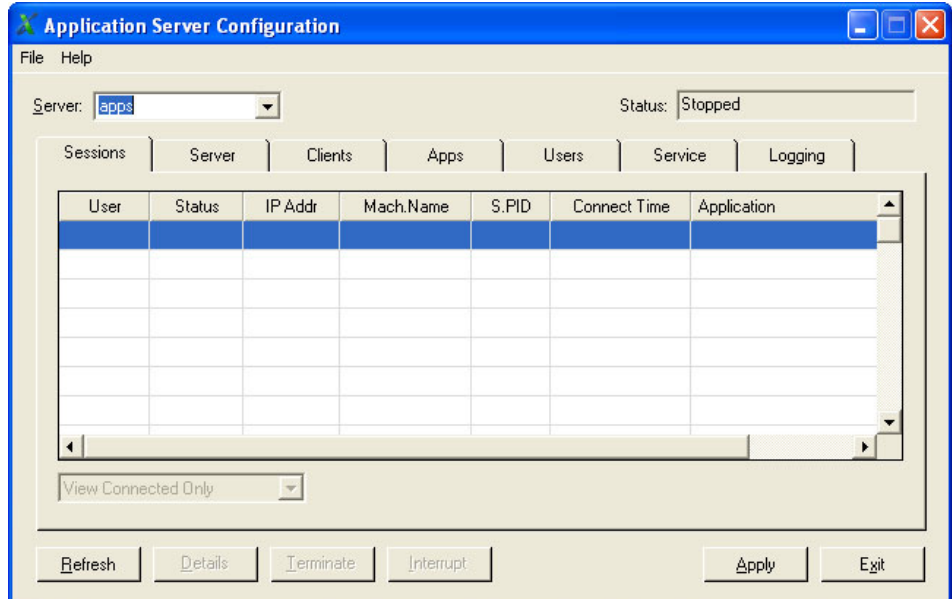 Application Server Configuration
File Help
Server: apps Status: Stopped
Sessions Server Clients Apps Users Service Logging
User Status IP Addr Mach.Name S.PID Connect Time Application
View Connected Only
Refresh Details Terminate Interrupt Apply Exit